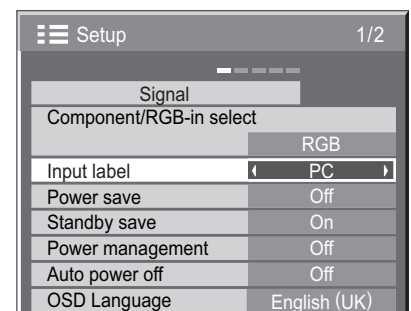 Setup 1/2
Signal
Component/RGB-in select
RGB
Input label PC
Power save Off
Standby save On
Power management Off
Auto power off Off
OSD Language English (UK)